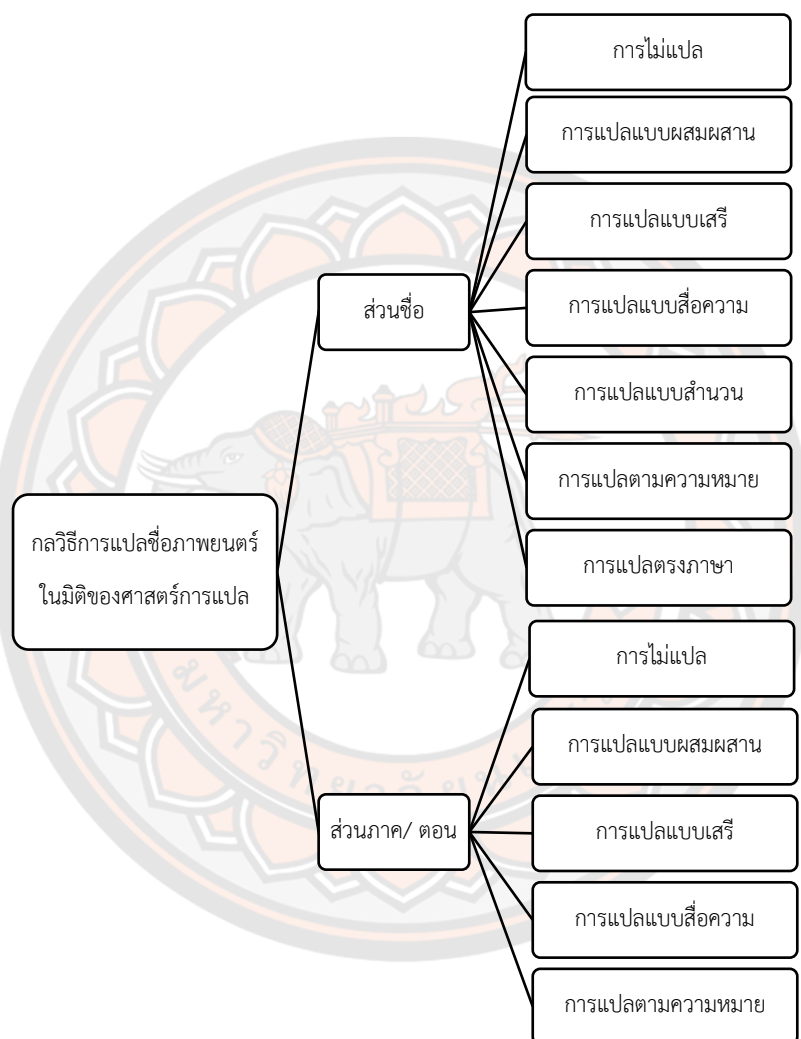 กลวิธีการแปลชื่อภาพยนตร์
ในมิติของศาสตร์การแปล
ส่วนชื่อ
การไม่แปล
การแปลแบบผสมผสาน
การแปลแบบเสรี
การแปลแบบสื่อความ
การแปลแบบสำนวน
การแปลตามความหมาย
การแปลตรงภาษา
ส่วนภาค/ ตอน
การไม่แปล
การแปลแบบผสมผสาน
การแปลแบบเสรี
การแปลแบบสื่อความ
การแปลตามความหมาย